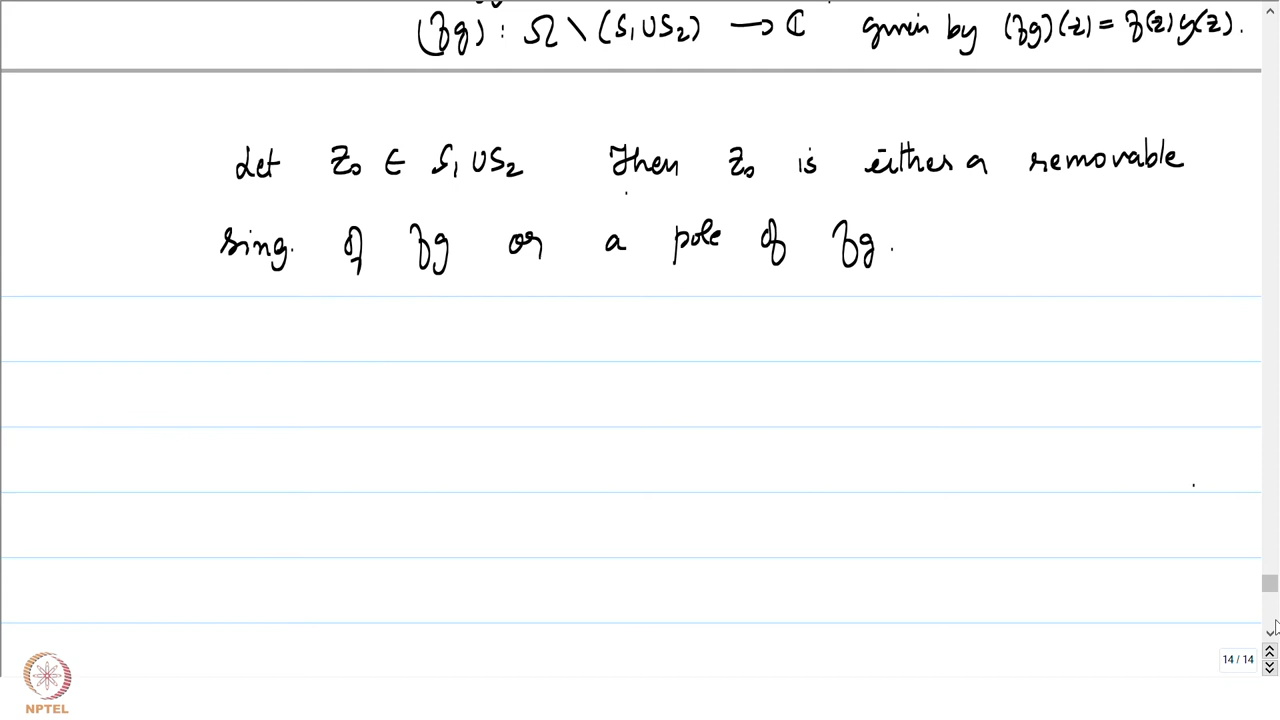 (fg) : Ω \ (S₁ ∪ S₂) → ℂ given by (fg)(z) = f(z) g(z).
Let z₀ ∈ S₁ ∪ S₂ Then z₀ is either a removable
sing. of fg or a pole of fg.
14 / 14
NPTEL